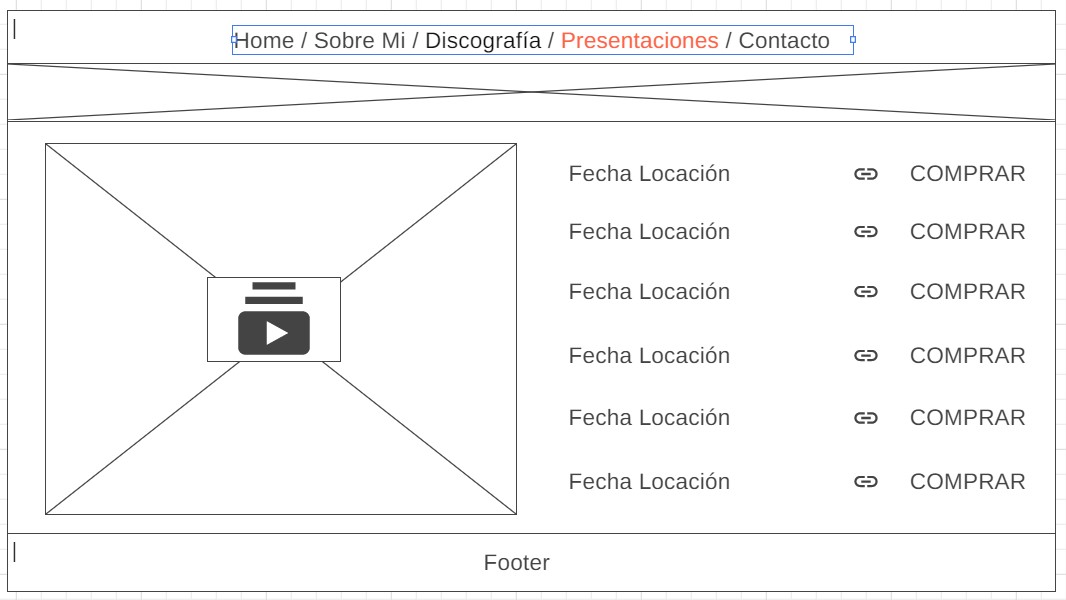 Home / Sobre Mi / Discografía / Presentaciones / Contacto
Fecha Locación COMPRAR
Fecha Locación COMPRAR
Fecha Locación COMPRAR
Fecha Locación COMPRAR
Fecha Locación COMPRAR
Fecha Locación COMPRAR
Footer